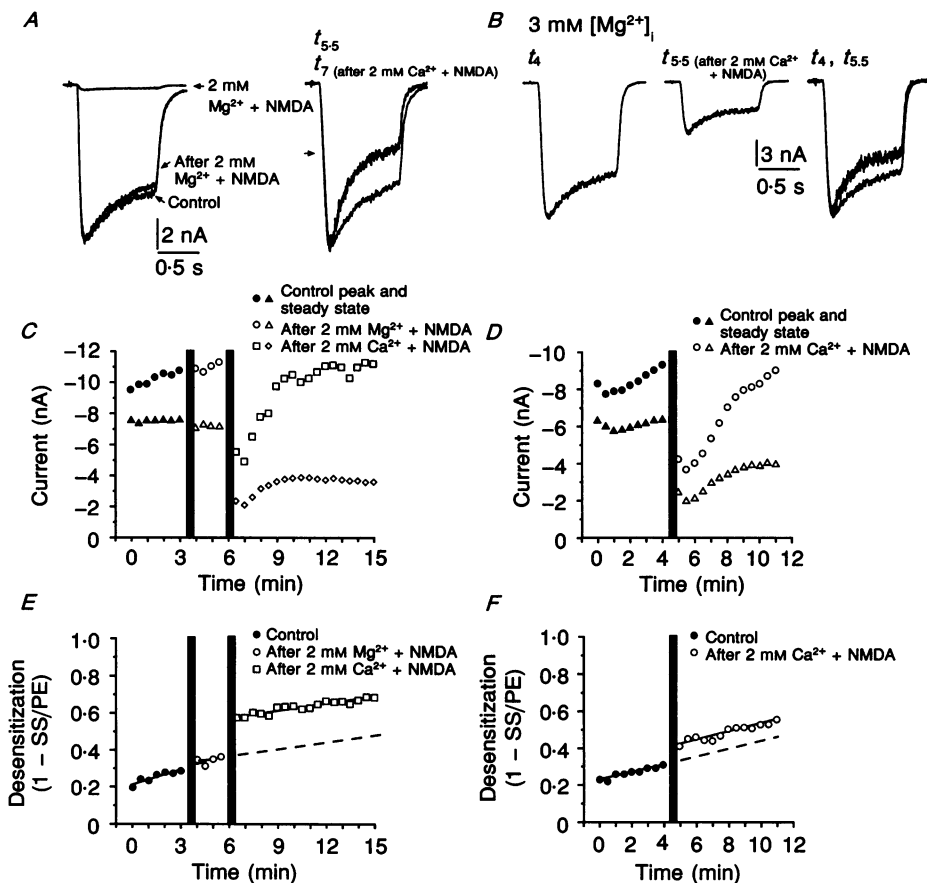 A
t5·5
t7 (after 2 mM Ca2+ + NMDA)
2 mM
Mg2+ + NMDA
After 2 mM
Mg2+ + NMDA
Control
2 nA
0·5 s
B
3 mM [Mg2+]i
t4
t5·5 (after 2 mM Ca2+
+ NMDA)
t4, t5.5
3 nA
0·5 s
C
Control peak and
steady state
After 2 mM Mg2+ + NMDA
After 2 mM Ca2+ + NMDA
−12
−10
−8
−6
−4
−2
0
Current (nA)
0 3 6 9 12 15
Time (min)
D
Control peak and
steady state
After 2 mM Ca2+ + NMDA
−10
−8
−6
−4
−2
0
Current (nA)
0 2 4 6 8 10 12
Time (min)
E
Control
After 2 mM Mg2+ + NMDA
After 2 mM Ca2+ + NMDA
1·0
0·8
0·6
0·4
0·2
0
Desensitization
(1 − SS/PE)
0 3 6 9 12 15
Time (min)
F
Control
After 2 mM Ca2+ + NMDA
1·0
0·8
0·6
0·4
0·2
0
Desensitization
(1 − SS/PE)
0 2 4 6 8 10 12
Time (min)